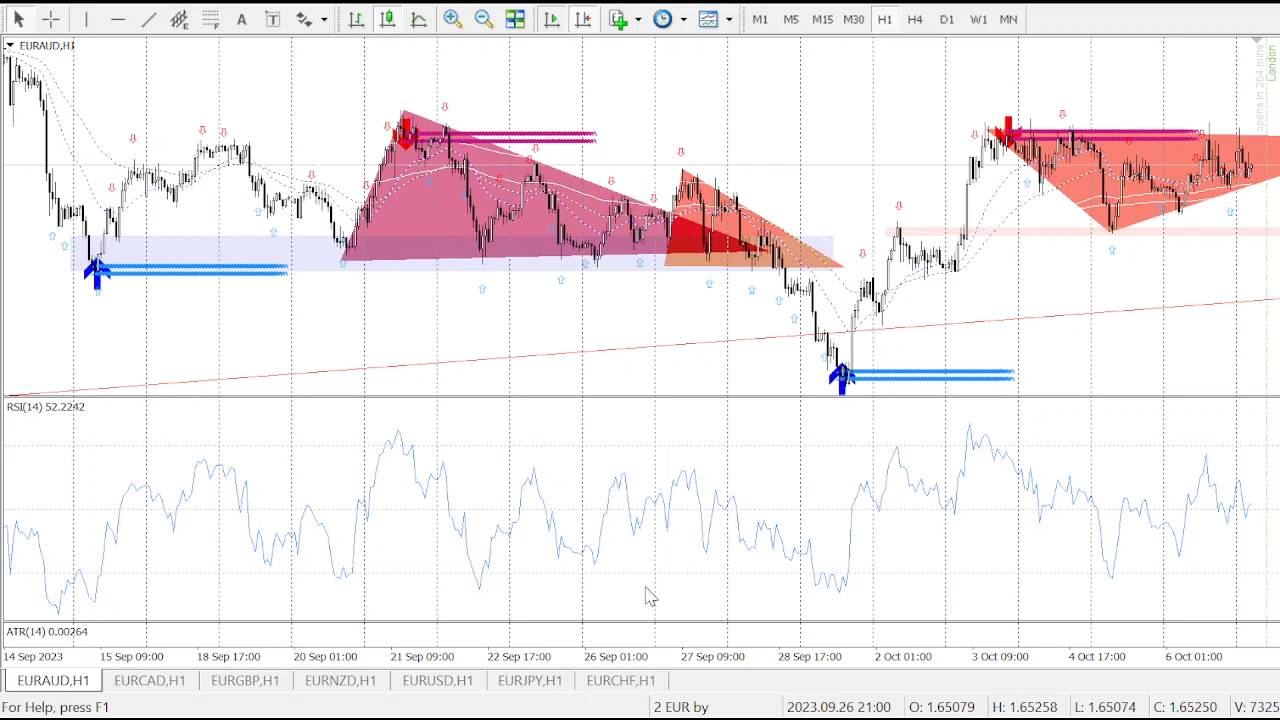 A T M1 M5 M15 M30 H1 H4 D1 W1 MN
EURAUD,H1
opens in 264 mins
London
RSI(14) 52.2242
ATR(14) 0.00264
14 Sep 2023 15 Sep 09:00 18 Sep 17:00 20 Sep 01:00 21 Sep 09:00 22 Sep 17:00 26 Sep 01:00 27 Sep 09:00 28 Sep 17:00 2 Oct 01:00 3 Oct 09:00 4 Oct 17:00 6 Oct 01:00
EURAUD,H1 EURCAD,H1 EURGBP,H1 EURNZD,H1 EURUSD,H1 EURJPY,H1 EURCHF,H1
For Help, press F1 2 EUR by 2023.09.26 21:00 O: 1.65079 H: 1.65258 L: 1.65074 C: 1.65250 V: 7325